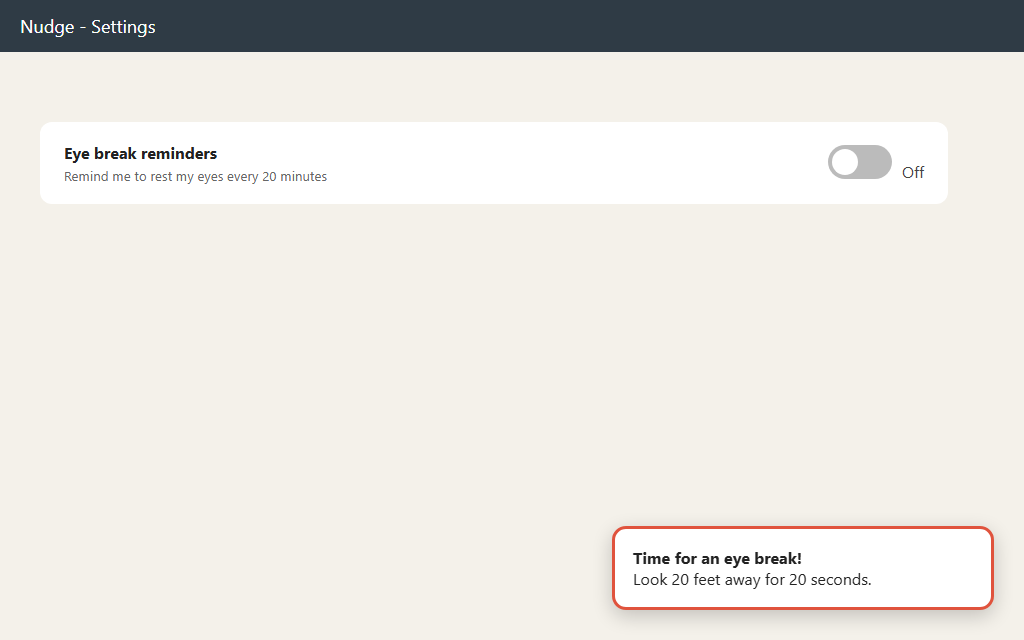 Nudge - Settings
Eye break reminders
Remind me to rest my eyes every 20 minutes
Off
Time for an eye break!
Look 20 feet away for 20 seconds.